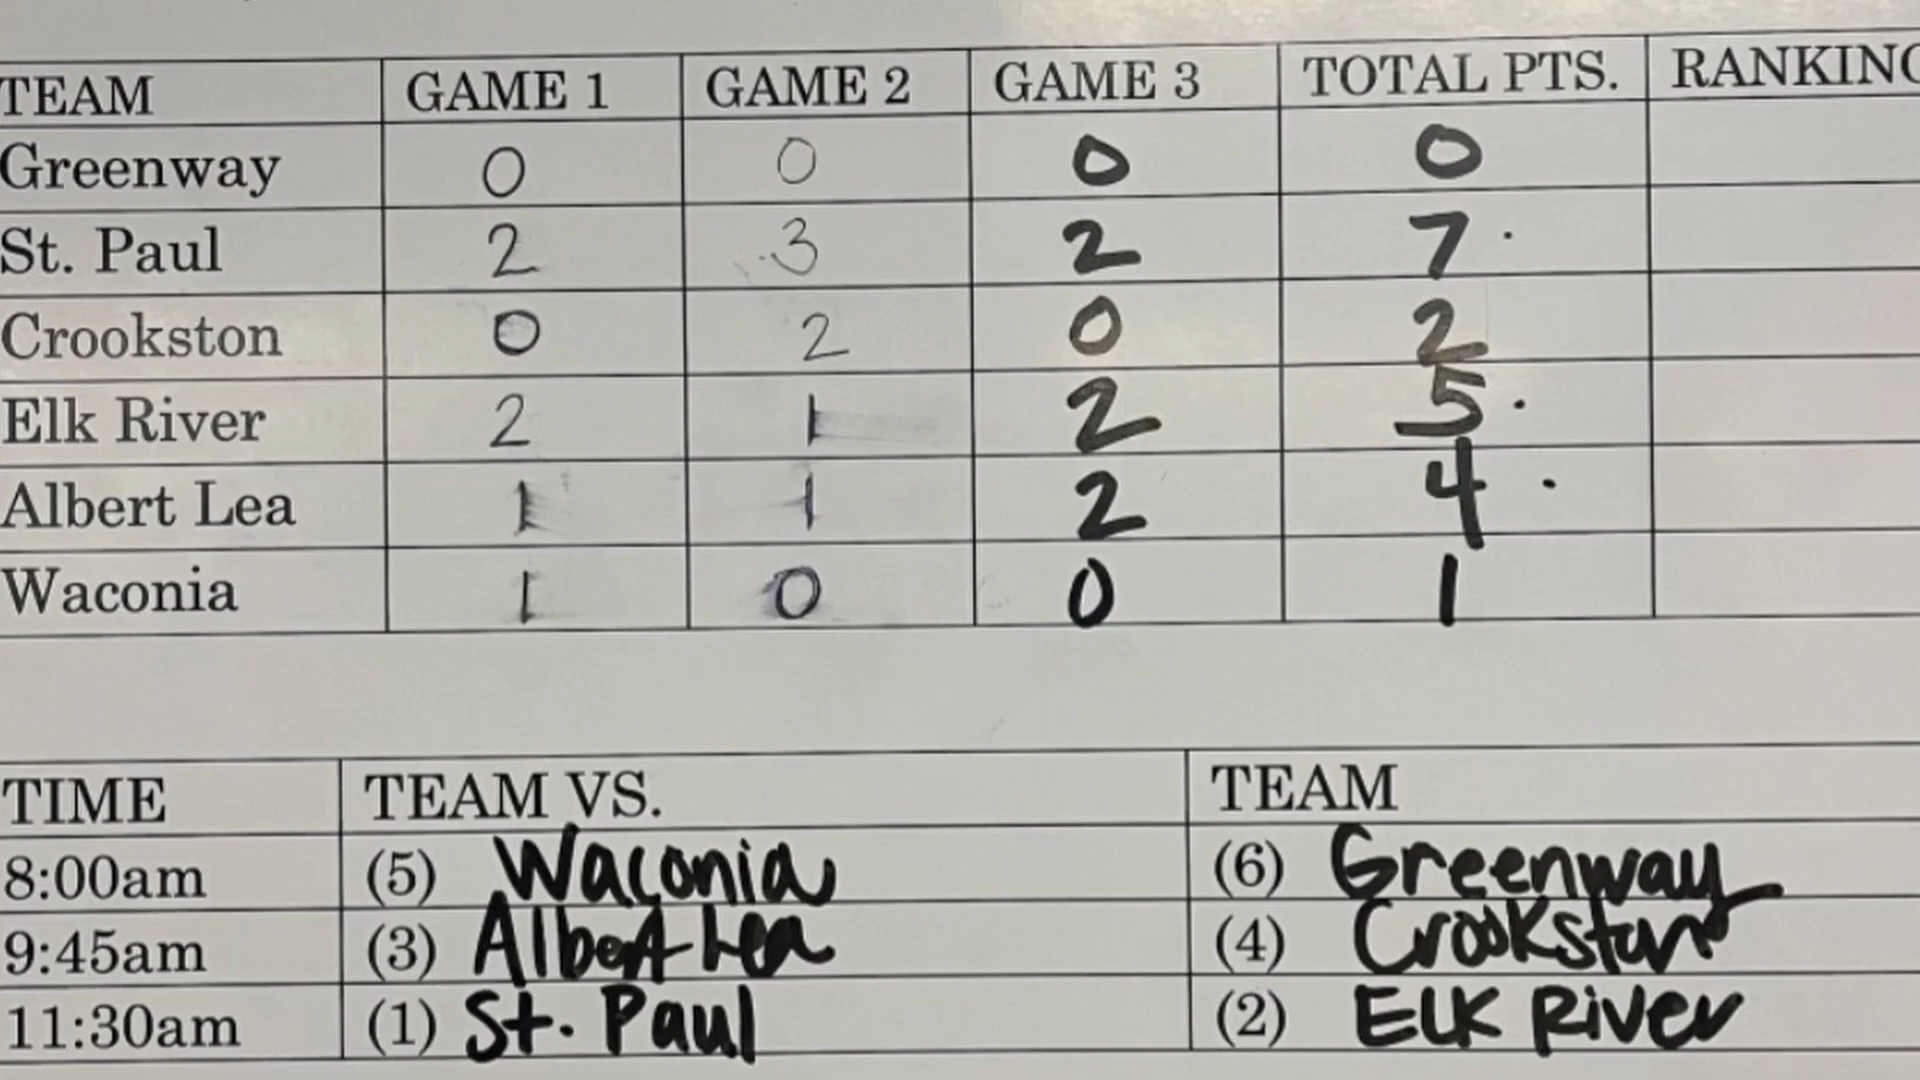 TEAM GAME 1 GAME 2 GAME 3 TOTAL PTS. RANKING
Greenway 0 0 0 0
St. Paul 2 3 2 7
Crookston 0 2 0 2
Elk River 2 1 2 5
Albert Lea 1 1 2 4
Waconia 1 0 0 1
TIME TEAM VS. TEAM
8:00am (5) Waconia (6) Greenway
9:45am (3) Albert Lea (4) Crookston
11:30am (1) St. Paul (2) Elk River